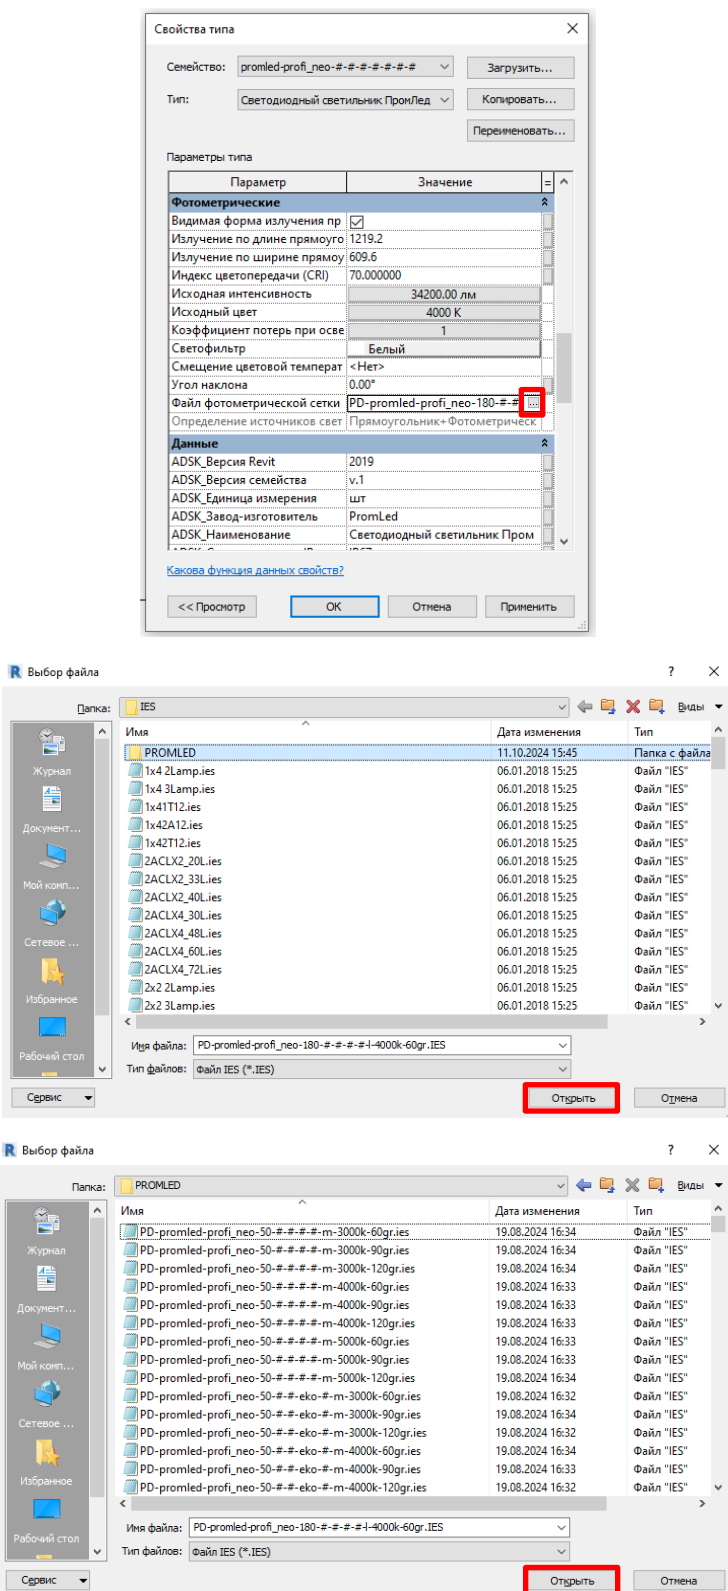 Свойства типа
Семейство: promled-profi_neo-#-#-#-#-#-#-# Загрузить...
Тип: Светодиодный светильник ПромЛед Копировать...
Переименовать...
Параметры типа
Параметр Значение =
Фотометрические
Видимая форма излучения пр
Излучение по длине прямоуго 1219.2
Излучение по ширине прямоу 609.6
Индекс цветопередачи (CRI) 70.000000
Исходная интенсивность 34200.00 лм
Исходный цвет 4000 К
Коэффициент потерь при осве 1
Светофильтр Белый
Смещение цветовой температ <Нет>
Угол наклона 0.00°
Файл фотометрической сетки PD-promled-profi_neo-180-#-# ...
Определение источников свет Прямоугольник+Фотометрическ
Данные
ADSK_Версия Revit 2019
ADSK_Версия семейства v.1
ADSK_Единица измерения шт
ADSK_Завод-изготовитель PromLed
ADSK_Наименование Светодиодный светильник Пром
Какова функция данных свойств?
<< Просмотр ОК Отмена Применить
R Выбор файла ?
Папка: IES Виды
Имя Дата изменения Тип
PROMLED 11.10.2024 15:45 Папка с файла
1x4 2Lamp.ies 06.01.2018 15:25 Файл "IES"
1x4 3Lamp.ies 06.01.2018 15:25 Файл "IES"
1x41T12.ies 06.01.2018 15:25 Файл "IES"
1x42A12.ies 06.01.2018 15:25 Файл "IES"
1x42T12.ies 06.01.2018 15:25 Файл "IES"
2ACLX2_20L.ies 06.01.2018 15:25 Файл "IES"
2ACLX2_33L.ies 06.01.2018 15:25 Файл "IES"
2ACLX2_40L.ies 06.01.2018 15:25 Файл "IES"
2ACLX4_30L.ies 06.01.2018 15:25 Файл "IES"
2ACLX4_48L.ies 06.01.2018 15:25 Файл "IES"
2ACLX4_60L.ies 06.01.2018 15:25 Файл "IES"
2ACLX4_72L.ies 06.01.2018 15:25 Файл "IES"
2x2 2Lamp.ies 06.01.2018 15:25 Файл "IES"
2x2 3Lamp.ies 06.01.2018 15:25 Файл "IES"
Журнал
Документ...
Мой комп...
Сетевое ...
Избранное
Рабочий стол
Имя файла: PD-promled-profi_neo-180-#-#-#-#-l-4000k-60gr.IES
Тип файлов: Файл IES (*.IES)
Сервис Открыть Отмена
R Выбор файла ?
Папка: PROMLED Виды
Имя Дата изменения Тип
PD-promled-profi_neo-50-#-#-#-#-m-3000k-60gr.ies 19.08.2024 16:34 Файл "IES"
PD-promled-profi_neo-50-#-#-#-#-m-3000k-90gr.ies 19.08.2024 16:34 Файл "IES"
PD-promled-profi_neo-50-#-#-#-#-m-3000k-120gr.ies 19.08.2024 16:34 Файл "IES"
PD-promled-profi_neo-50-#-#-#-#-m-4000k-60gr.ies 19.08.2024 16:33 Файл "IES"
PD-promled-profi_neo-50-#-#-#-#-m-4000k-90gr.ies 19.08.2024 16:33 Файл "IES"
PD-promled-profi_neo-50-#-#-#-#-m-4000k-120gr.ies 19.08.2024 16:33 Файл "IES"
PD-promled-profi_neo-50-#-#-#-#-m-5000k-60gr.ies 19.08.2024 16:33 Файл "IES"
PD-promled-profi_neo-50-#-#-#-#-m-5000k-90gr.ies 19.08.2024 16:33 Файл "IES"
PD-promled-profi_neo-50-#-#-#-#-m-5000k-120gr.ies 19.08.2024 16:34 Файл "IES"
PD-promled-profi_neo-50-#-#-eko-#-m-3000k-60gr.ies 19.08.2024 16:32 Файл "IES"
PD-promled-profi_neo-50-#-#-eko-#-m-3000k-90gr.ies 19.08.2024 16:34 Файл "IES"
PD-promled-profi_neo-50-#-#-eko-#-m-3000k-120gr.ies 19.08.2024 16:32 Файл "IES"
PD-promled-profi_neo-50-#-#-eko-#-m-4000k-60gr.ies 19.08.2024 16:34 Файл "IES"
PD-promled-profi_neo-50-#-#-eko-#-m-4000k-90gr.ies 19.08.2024 16:33 Файл "IES"
PD-promled-profi_neo-50-#-#-eko-#-m-4000k-120gr.ies 19.08.2024 16:32 Файл "IES"
Журнал
Документ...
Мой комп...
Сетевое ...
Избранное
Рабочий стол
Имя файла: PD-promled-profi_neo-180-#-#-#-#-l-4000k-60gr.IES
Тип файлов: Файл IES (*.IES)
Сервис Открыть Отмена